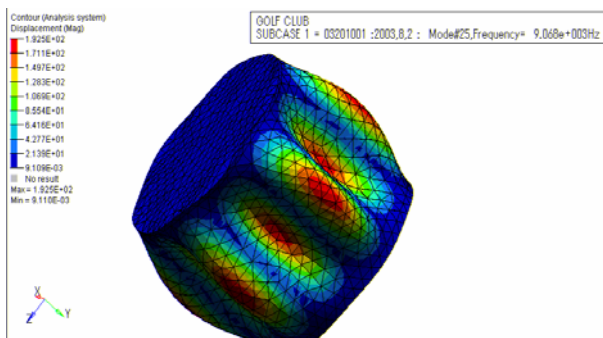 Contour (Analysis system)
Displacement (Mag)
1.925E+02
1.711E+02
1.497E+02
1.283E+02
1.069E+02
8.554E+01
6.416E+01
4.277E+01
2.139E+01
9.109E-03
No result
Max = 1.925E+02
Min = 9.110E-03
GOLF CLUB
SUBCASE 1 = 03201001 :2003,8,2 : Mode#25,Frequency= 9.068e+003Hz
X
Y
Z